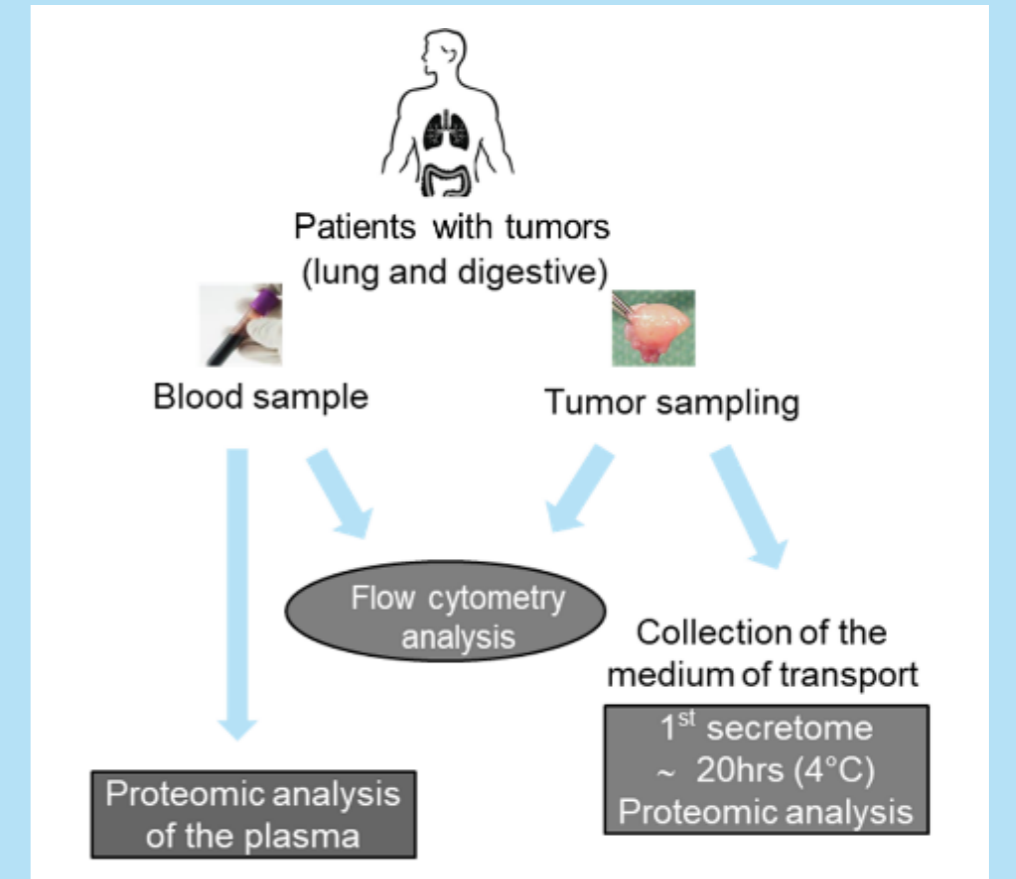 Patients with tumors
(lung and digestive)
Blood sample
Tumor sampling
Flow cytometry
analysis
Collection of the
medium of transport
1st secretome
~ 20hrs (4°C)
Proteomic analysis
Proteomic analysis
of the plasma